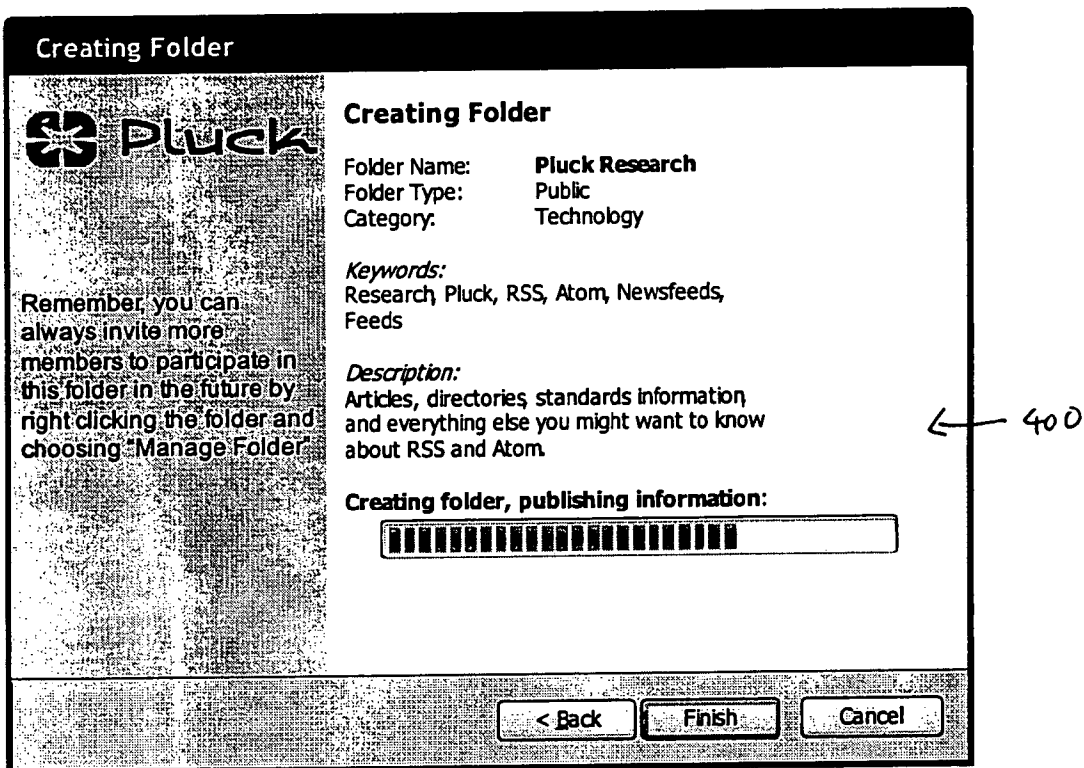 Creating Folder
Pluck
Remember, you can
always invite more
members to participate in
this folder in the future by
right clicking the folder and
choosing "Manage Folder"
Creating Folder
Folder Name: Pluck Research
Folder Type: Public
Category: Technology
Keywords:
Research, Pluck, RSS, Atom, Newsfeeds,
Feeds
Description:
Articles, directories, standards information,
and everything else you might want to know
about RSS and Atom.
Creating folder, publishing information:
400
< Back Finish Cancel